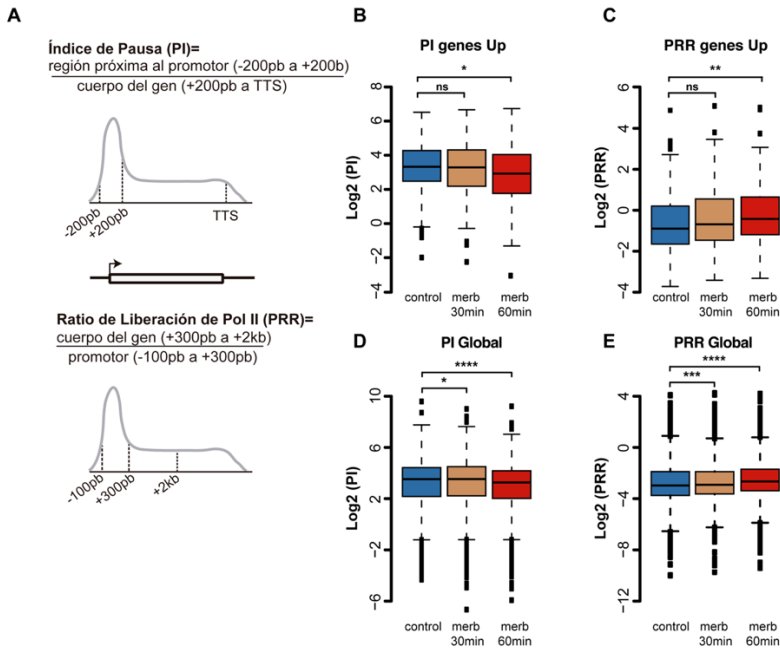 A
Índice de Pausa (PI)=
región próxima al promotor (-200pb a +200b)
cuerpo del gen (+200pb a TTS)
-200pb
+200pb
TTS
Ratio de Liberación de Pol II (PRR)=
cuerpo del gen (+300pb a +2kb)
promotor (-100pb a +300pb)
-100pb
+300pb
+2kb
B
PI genes Up
*
ns
Log2 (PI)
8
6
4
2
0
−2
−4
control
merb
30min
merb
60min
C
PRR genes Up
**
ns
Log2 (PRR)
6
4
2
−0
−2
−4
control
merb
30min
merb
60min
D
PI Global
****
*
Log2 (PI)
10
6
2
−2
−6
control
merb
30min
merb
60min
E
PRR Global
****
***
Log2 (PRR)
4
0
−4
−8
−12
control
merb
30min
merb
60min